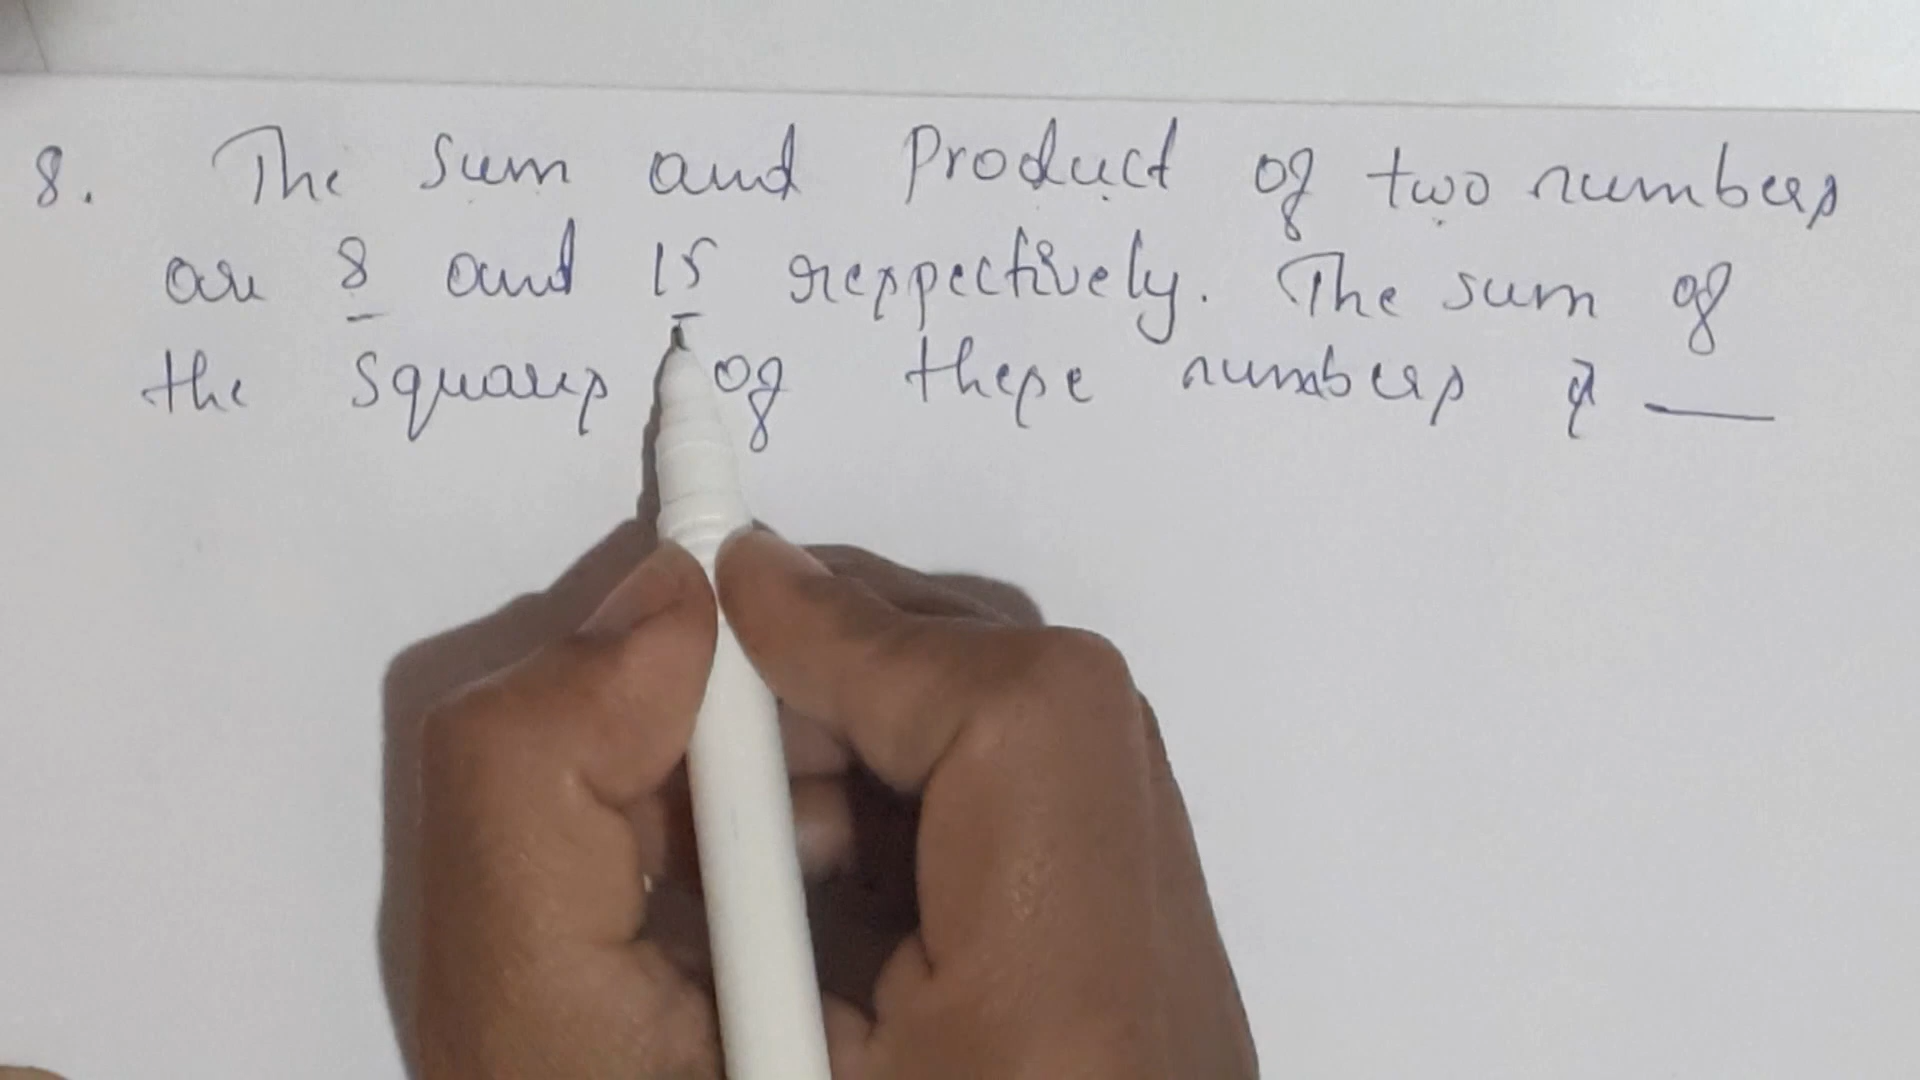 8. The sum and Product of two numbers
are 8 and 15 respectively. The sum of
the squares of these numbers is ___